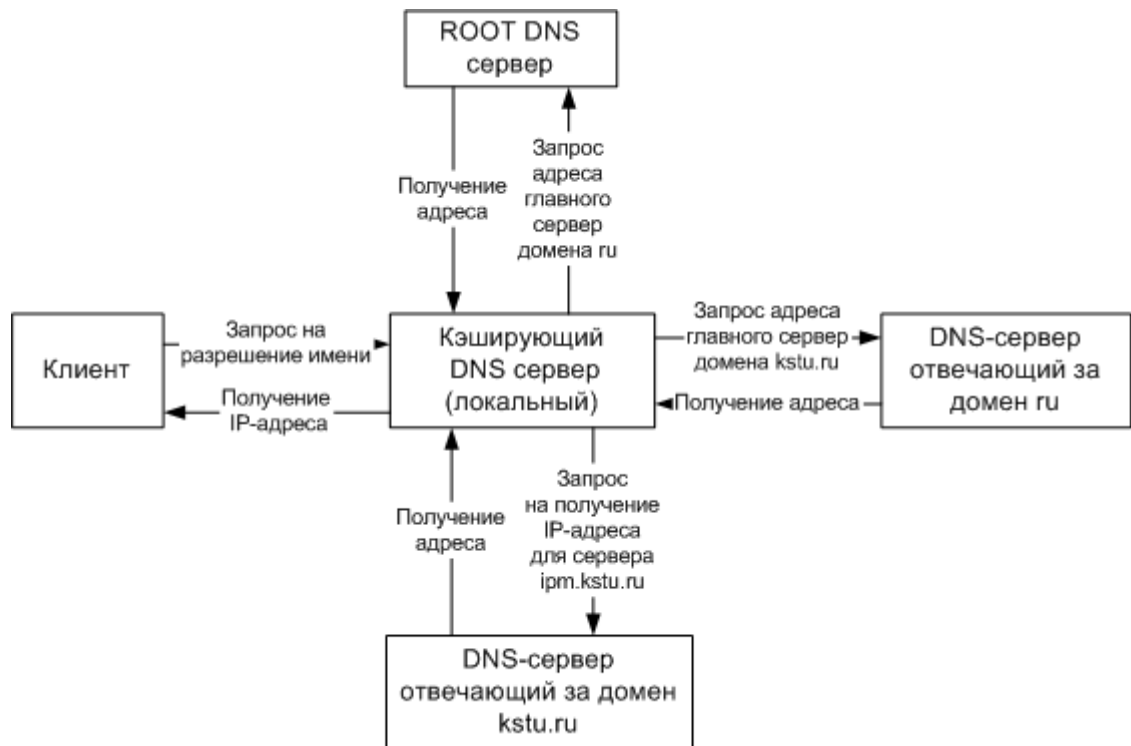 ROOT DNS
сервер
Получение
адреса
Запрос
адреса
главного
сервер
домена ru
Клиент
Запрос на
разрешение имени
Получение
IP-адреса
Кэширующий
DNS сервер
(локальный)
Запрос адреса
главного сервер
домена kstu.ru
Получение адреса
DNS-сервер
отвечающий за
домен ru
Получение
адреса
Запрос
на получение
IP-адреса
для сервера
ipm.kstu.ru
DNS-сервер
отвечающий за домен
kstu.ru